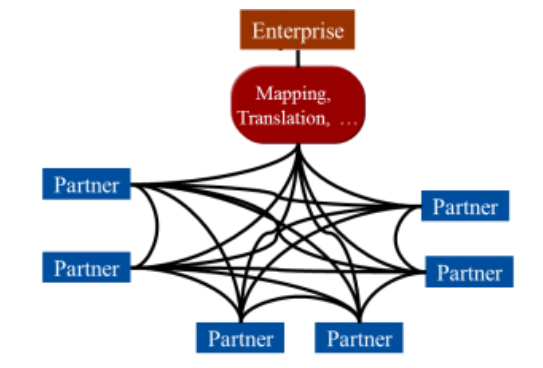 Enterprise
Mapping,
Translation, …
Partner
Partner
Partner
Partner
Partner
Partner